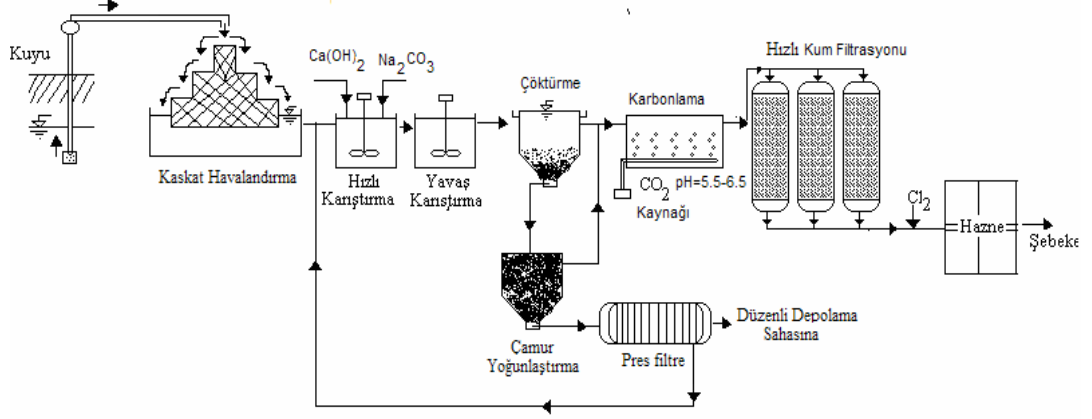 Kuyu
Kaskat Havalandırma
Ca(OH)2
Na2CO3
Hızlı
Karıştırma
Yavaş
Karıştırma
Çöktürme
Karbonlama
CO2 pH=5.5-6.5
Kaynağı
Hızlı Kum Filtrasyonu
Cl2
Hazne
Şebeke
Çamur
Yoğunlaştırma
Pres filtre
Düzenli Depolama
Sahasına